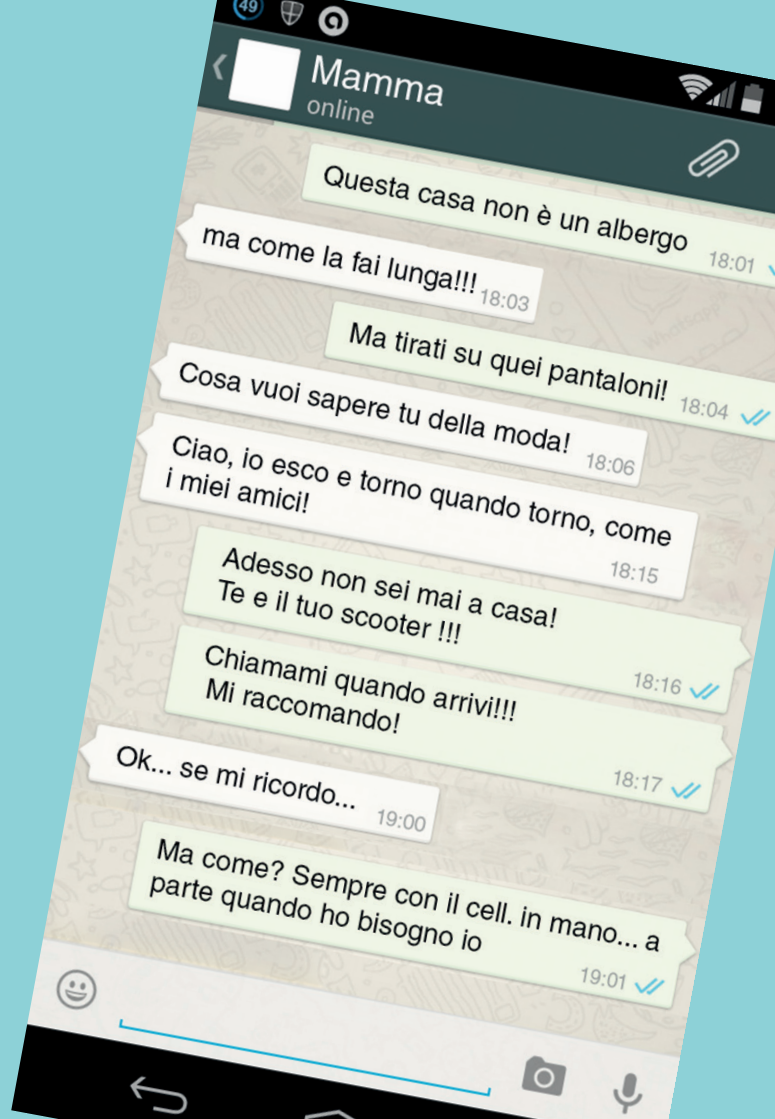 49
Mamma
online
Questa casa non è un albergo
18:01
ma come la fai lunga!!!
18:03
Ma tirati su quei pantaloni!
18:04
Cosa vuoi sapere tu della moda!
18:06
Ciao, io esco e torno quando torno, come
i miei amici!
18:15
Adesso non sei mai a casa!
Te e il tuo scooter !!!
18:16
Chiamami quando arrivi!!!
Mi raccomando!
18:17
Ok... se mi ricordo...
19:00
Ma come? Sempre con il cell. in mano... a
parte quando ho bisogno io
19:01